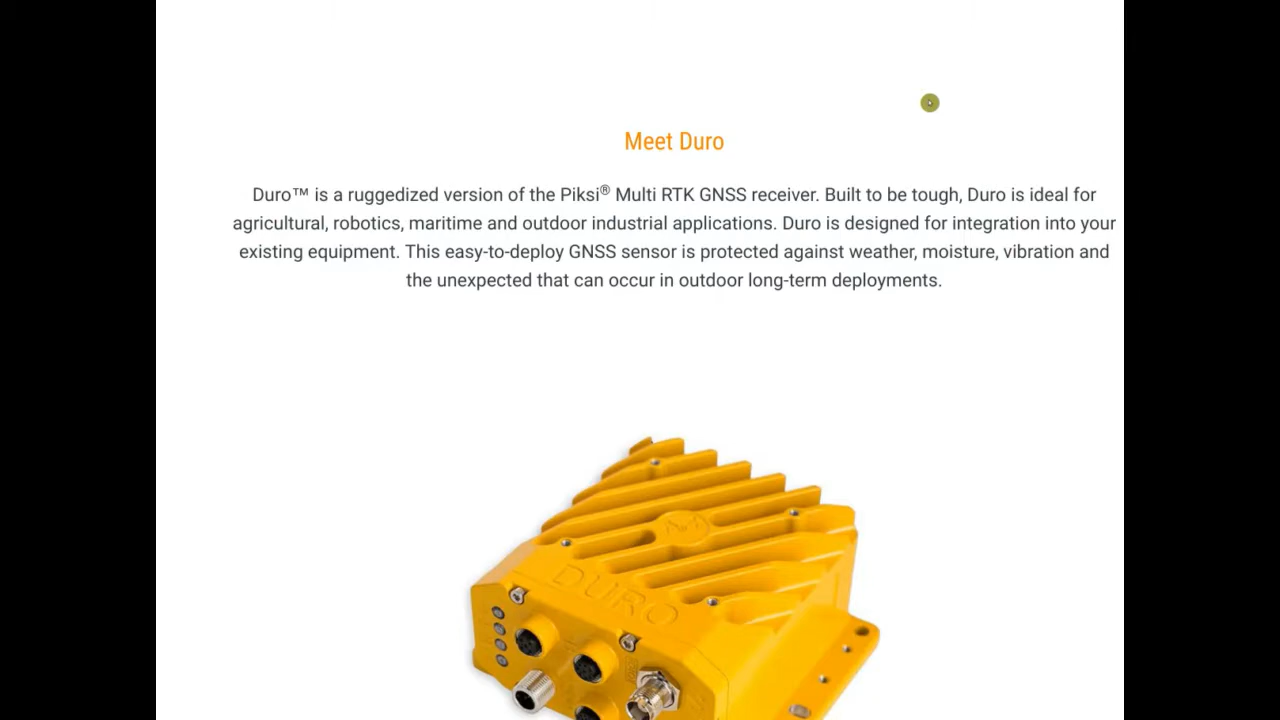 Meet Duro
Duro™ is a ruggedized version of the Piksi® Multi RTK GNSS receiver. Built to be tough, Duro is ideal for
agricultural, robotics, maritime and outdoor industrial applications. Duro is designed for integration into your
existing equipment. This easy-to-deploy GNSS sensor is protected against weather, moisture, vibration and
the unexpected that can occur in outdoor long-term deployments.
DURO